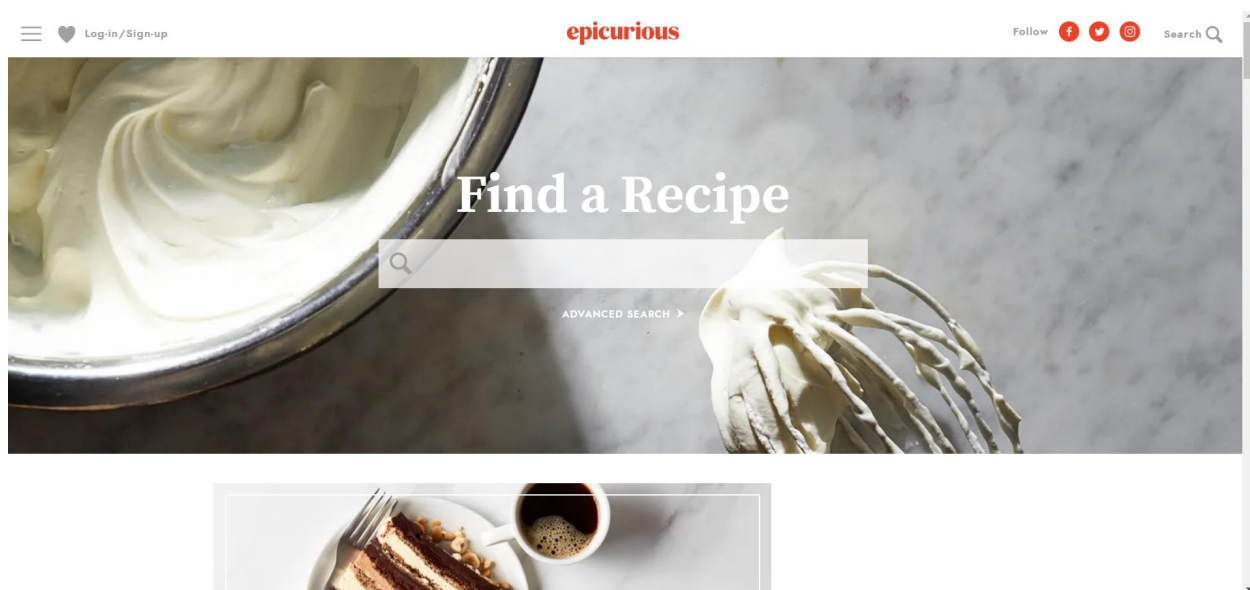 Log-in/Sign-up
epicurious
Follow
Search
Find a Recipe
ADVANCED SEARCH